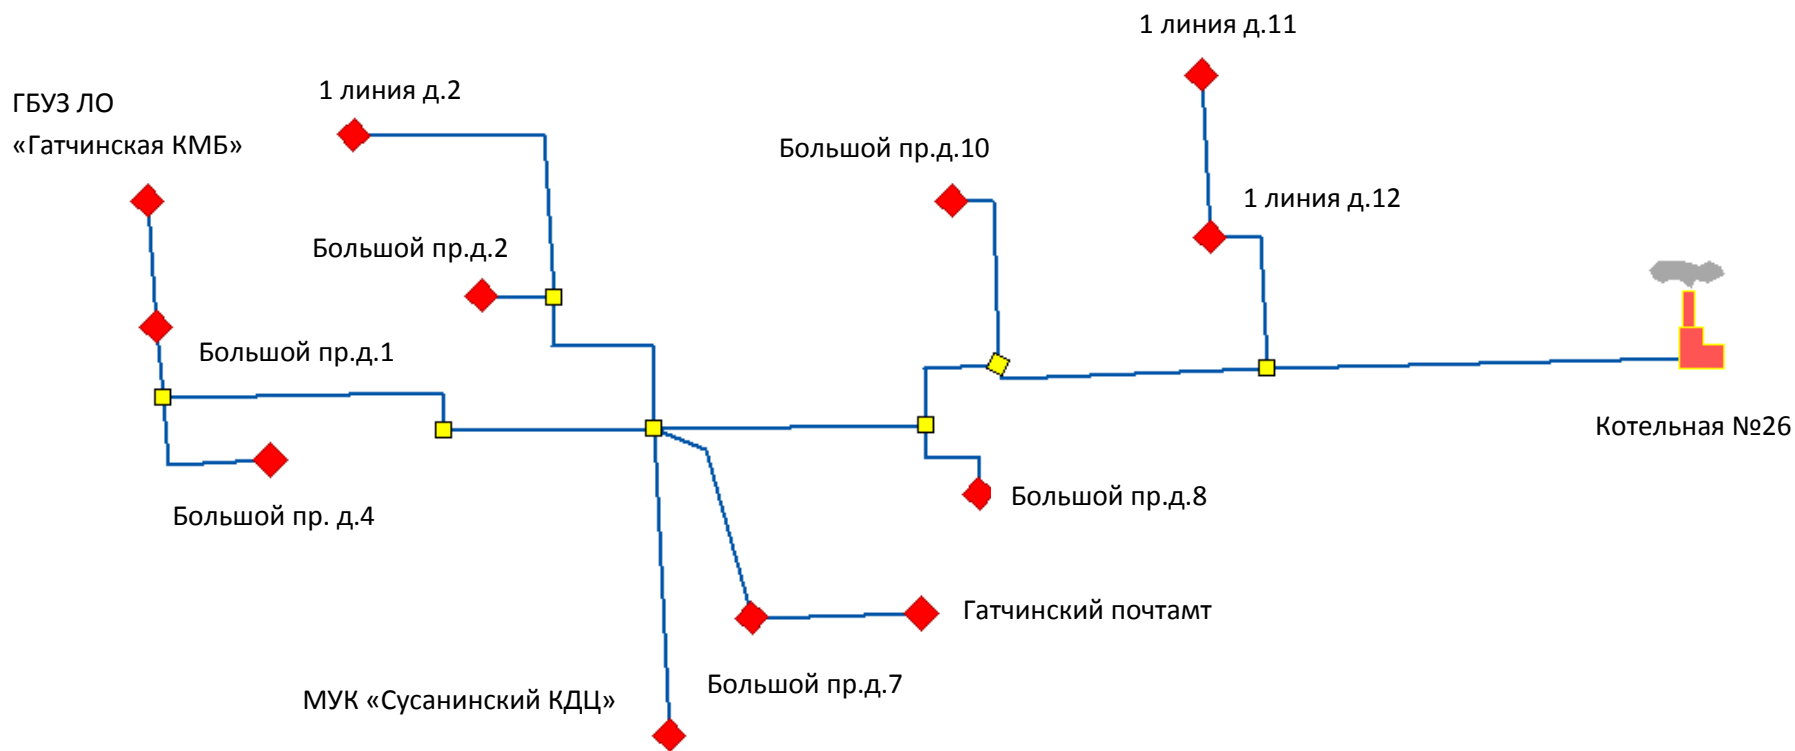 1 линия д.11
ГБУЗ ЛО
«Гатчинская КМБ»
1 линия д.2
Большой пр.д.10
1 линия д.12
Большой пр.д.2
Большой пр.д.1
Котельная №26
Большой пр. д.4
Большой пр.д.8
Гатчинский почтамт
Большой пр.д.7
МУК «Сусанинский КДЦ»